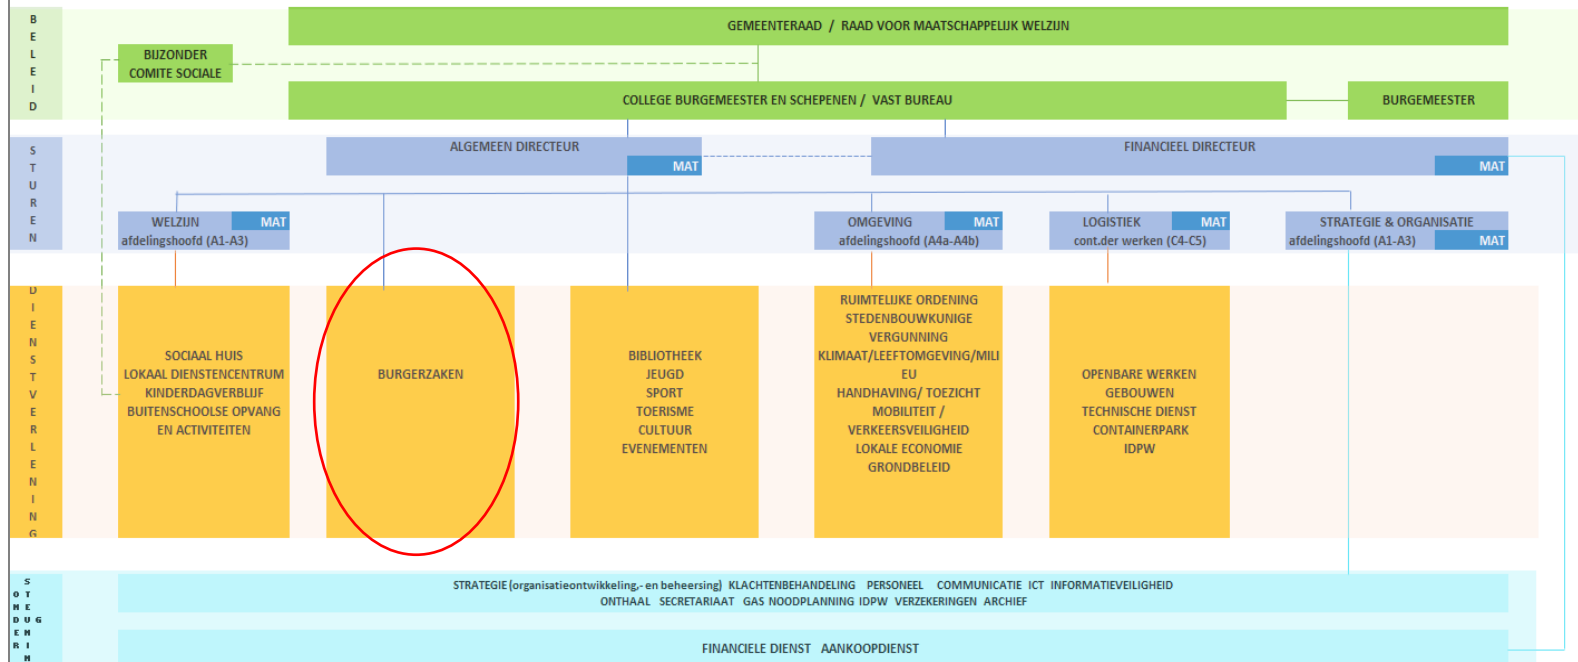 BELEID
GEMEENTERAAD / RAAD VOOR MAATSCHAPPELIJK WELZIJN
BIJZONDER
COMITE SOCIALE
COLLEGE BURGEMEESTER EN SCHEPENEN / VAST BUREAU
BURGEMEESTER
STUREN
ALGEMEEN DIRECTEUR
MAT
FINANCIEEL DIRECTEUR
MAT
WELZIJN MAT
afdelingshoofd (A1-A3)
OMGEVING MAT
afdelingshoofd (A4a-A4b)
LOGISTIEK MAT
cont.der werken (C4-C5)
STRATEGIE & ORGANISATIE
afdelingshoofd (A1-A3) MAT
DIENSTVERLENING
SOCIAAL HUIS
LOKAAL DIENSTENCENTRUM
KINDERDAGVERBLIJF
BUITENSCHOOLSE OPVANG
EN ACTIVITEITEN
BURGERZAKEN
BIBLIOTHEEK
JEUGD
SPORT
TOERISME
CULTUUR
EVENEMENTEN
RUIMTELIJKE ORDENING
STEDENBOUWKUNIGE
VERGUNNING
KLIMAAT/LEEFTOMGEVING/MILI
EU
HANDHAVING/ TOEZICHT
MOBILITEIT /
VERKEERSVEILIGHEID
LOKALE ECONOMIE
GRONDBELEID
OPENBARE WERKEN
GEBOUWEN
TECHNISCHE DIENST
CONTAINERPARK
IDPW
STRATEGIE (organisatieontwikkeling,- en beheersing) KLACHTENBEHANDELING PERSONEEL COMMUNICATIE ICT INFORMATIEVEILIGHEID
ONTHAAL SECRETARIAAT GAS NOODPLANNING IDPW VERZEKERINGEN ARCHIEF
FINANCIELE DIENST AANKOOPDIENST